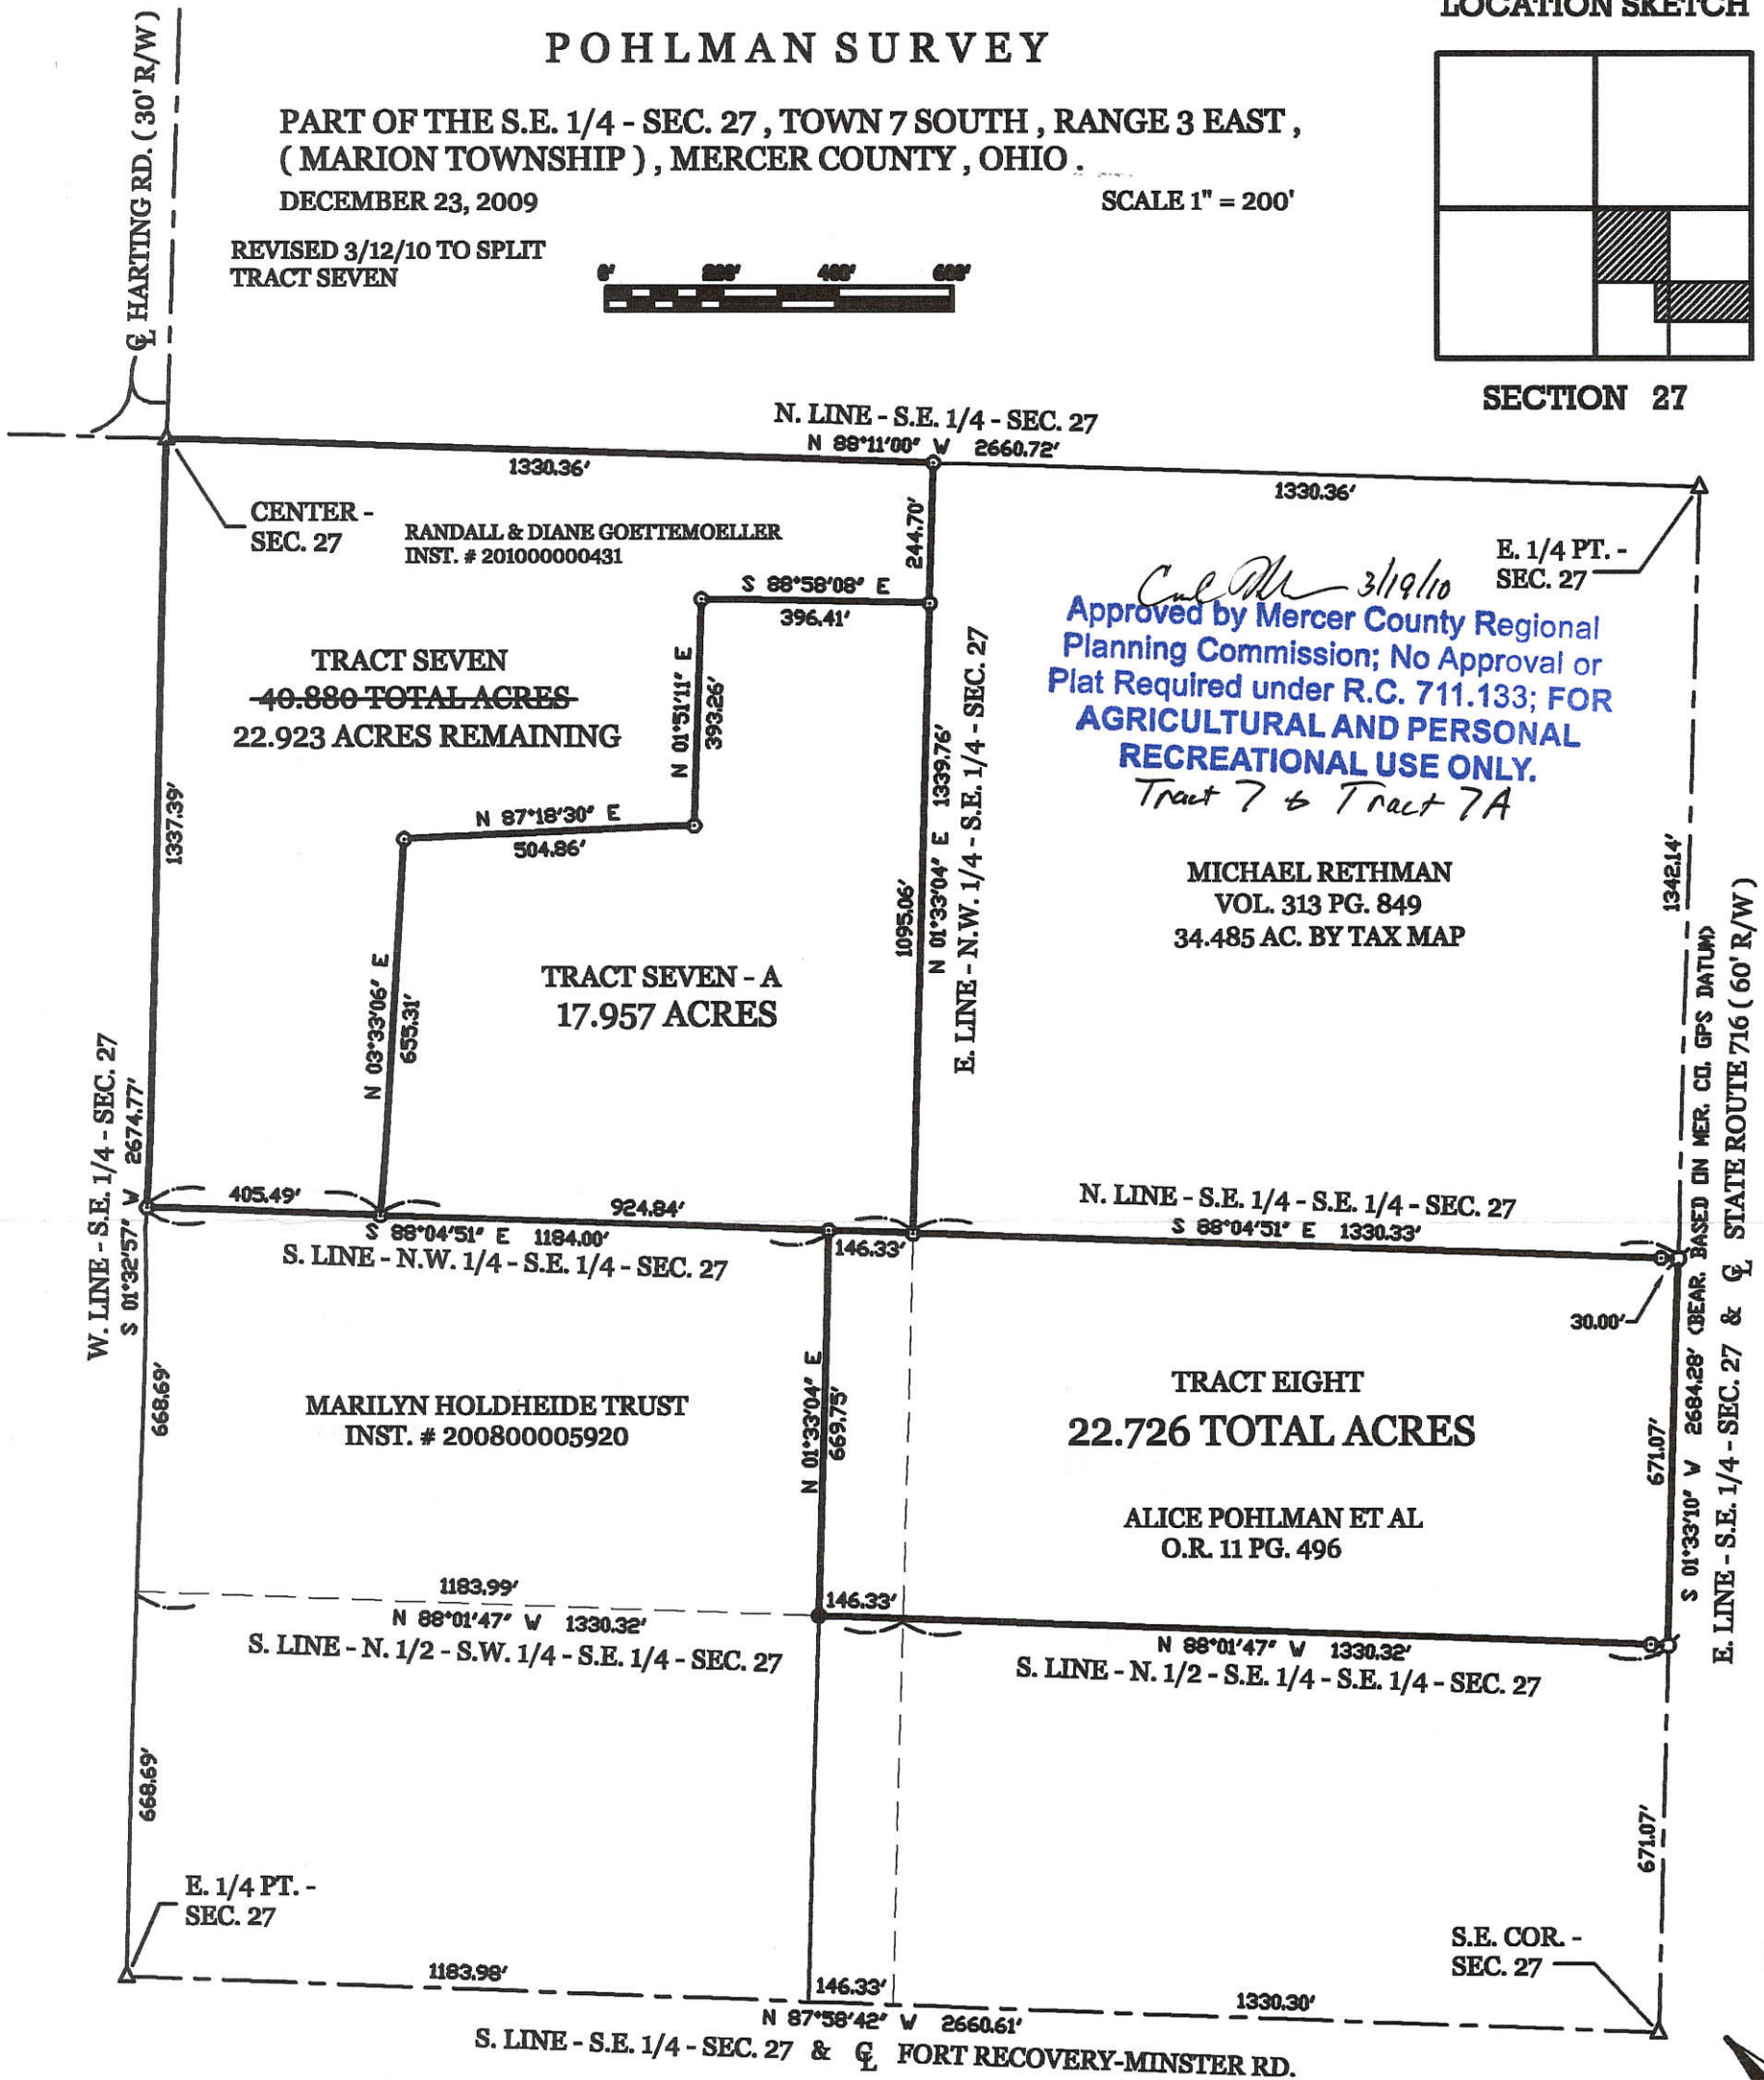 LOCATION SKETCH
POHLMAN SURVEY
PART OF THE S.E. 1/4 - SEC. 27 , TOWN 7 SOUTH , RANGE 3 EAST ,
( MARION TOWNSHIP ) , MERCER COUNTY , OHIO .
DECEMBER 23, 2009
SCALE 1" = 200'
REVISED 3/12/10 TO SPLIT
TRACT SEVEN
0' 200' 400' 600'
SECTION 27
℄ HARTING RD. ( 30' R/W )
N. LINE - S.E. 1/4 - SEC. 27
N 88°11'00" W 2660.72'
1330.36'
1330.36'
CENTER -
SEC. 27
RANDALL & DIANE GOETTEMOELLER
INST. # 201000000431
244.70'
E. 1/4 PT. -
SEC. 27
S 88°58'08" E
396.41'
3/19/10
Approved by Mercer County Regional
Planning Commission; No Approval or
Plat Required under R.C. 711.133; FOR
AGRICULTURAL AND PERSONAL
RECREATIONAL USE ONLY.
Tract 7 & Tract 7A
TRACT SEVEN
40.880 TOTAL ACRES
22.923 ACRES REMAINING
N 01°51'11" E
393.26'
N 87°18'30" E
504.86'
1337.39'
1095.06'
N 01°33'04" E 1339.76'
E. LINE - N.W. 1/4 - S.E. 1/4 - SEC. 27
MICHAEL RETHMAN
VOL. 313 PG. 849
34.485 AC. BY TAX MAP
1342.14'
N 03°33'06" E
655.31'
TRACT SEVEN - A
17.957 ACRES
W. LINE - S.E. 1/4 - SEC. 27
S 01°32'57" W 2674.77'
405.49'
924.84'
S 88°04'51" E 1184.00'
S. LINE - N.W. 1/4 - S.E. 1/4 - SEC. 27
146.33'
N. LINE - S.E. 1/4 - S.E. 1/4 - SEC. 27
S 88°04'51" E 1330.33'
30.00'
S 01°33'10" W 2684.28' (BEAR. BASED ON MER. CO. GPS DATUM)
E. LINE - S.E. 1/4 - SEC. 27 & ℄ STATE ROUTE 716 ( 60' R/W )
668.69'
MARILYN HOLDHEIDE TRUST
INST. # 200800005920
N 01°33'04" E
669.75'
TRACT EIGHT
22.726 TOTAL ACRES
671.07'
ALICE POHLMAN ET AL
O.R. 11 PG. 496
1183.99'
N 88°01'47" W 1330.32'
S. LINE - N. 1/2 - S.W. 1/4 - S.E. 1/4 - SEC. 27
146.33'
N 88°01'47" W 1330.32'
S. LINE - N. 1/2 - S.E. 1/4 - S.E. 1/4 - SEC. 27
668.69'
671.07'
E. 1/4 PT. -
SEC. 27
S.E. COR. -
SEC. 27
1183.98'
146.33'
1330.30'
N 87°58'42" W 2660.61'
S. LINE - S.E. 1/4 - SEC. 27 & ℄ FORT RECOVERY-MINSTER RD.